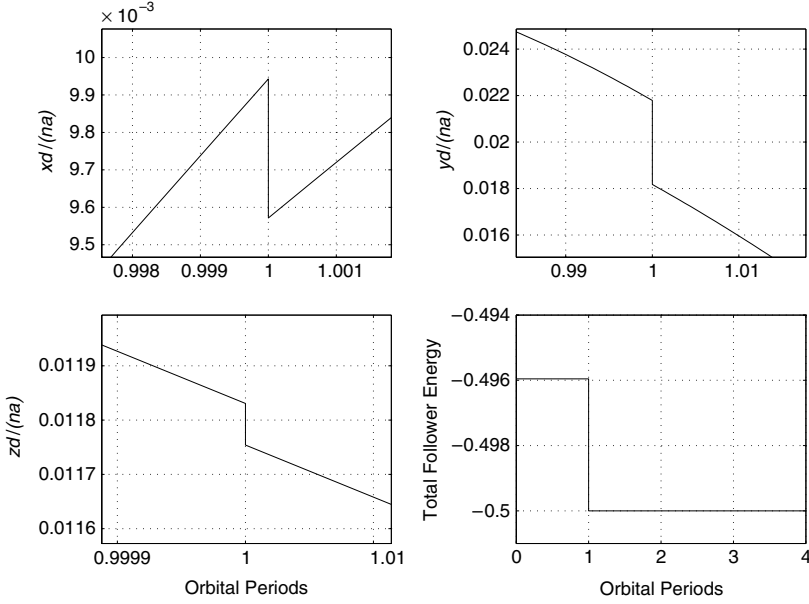 × 10⁻³
10
9.9
9.8
9.7
9.6
9.5
xd/(na)
0.998 0.999 1 1.001
0.024
0.022
0.02
0.018
0.016
yd/(na)
0.99 1 1.01
0.0119
0.0118
0.0117
0.0116
zd/(na)
0.9999 1 1.01
Orbital Periods
−0.494
−0.496
−0.498
−0.5
Total Follower Energy
0 1 2 3 4
Orbital Periods